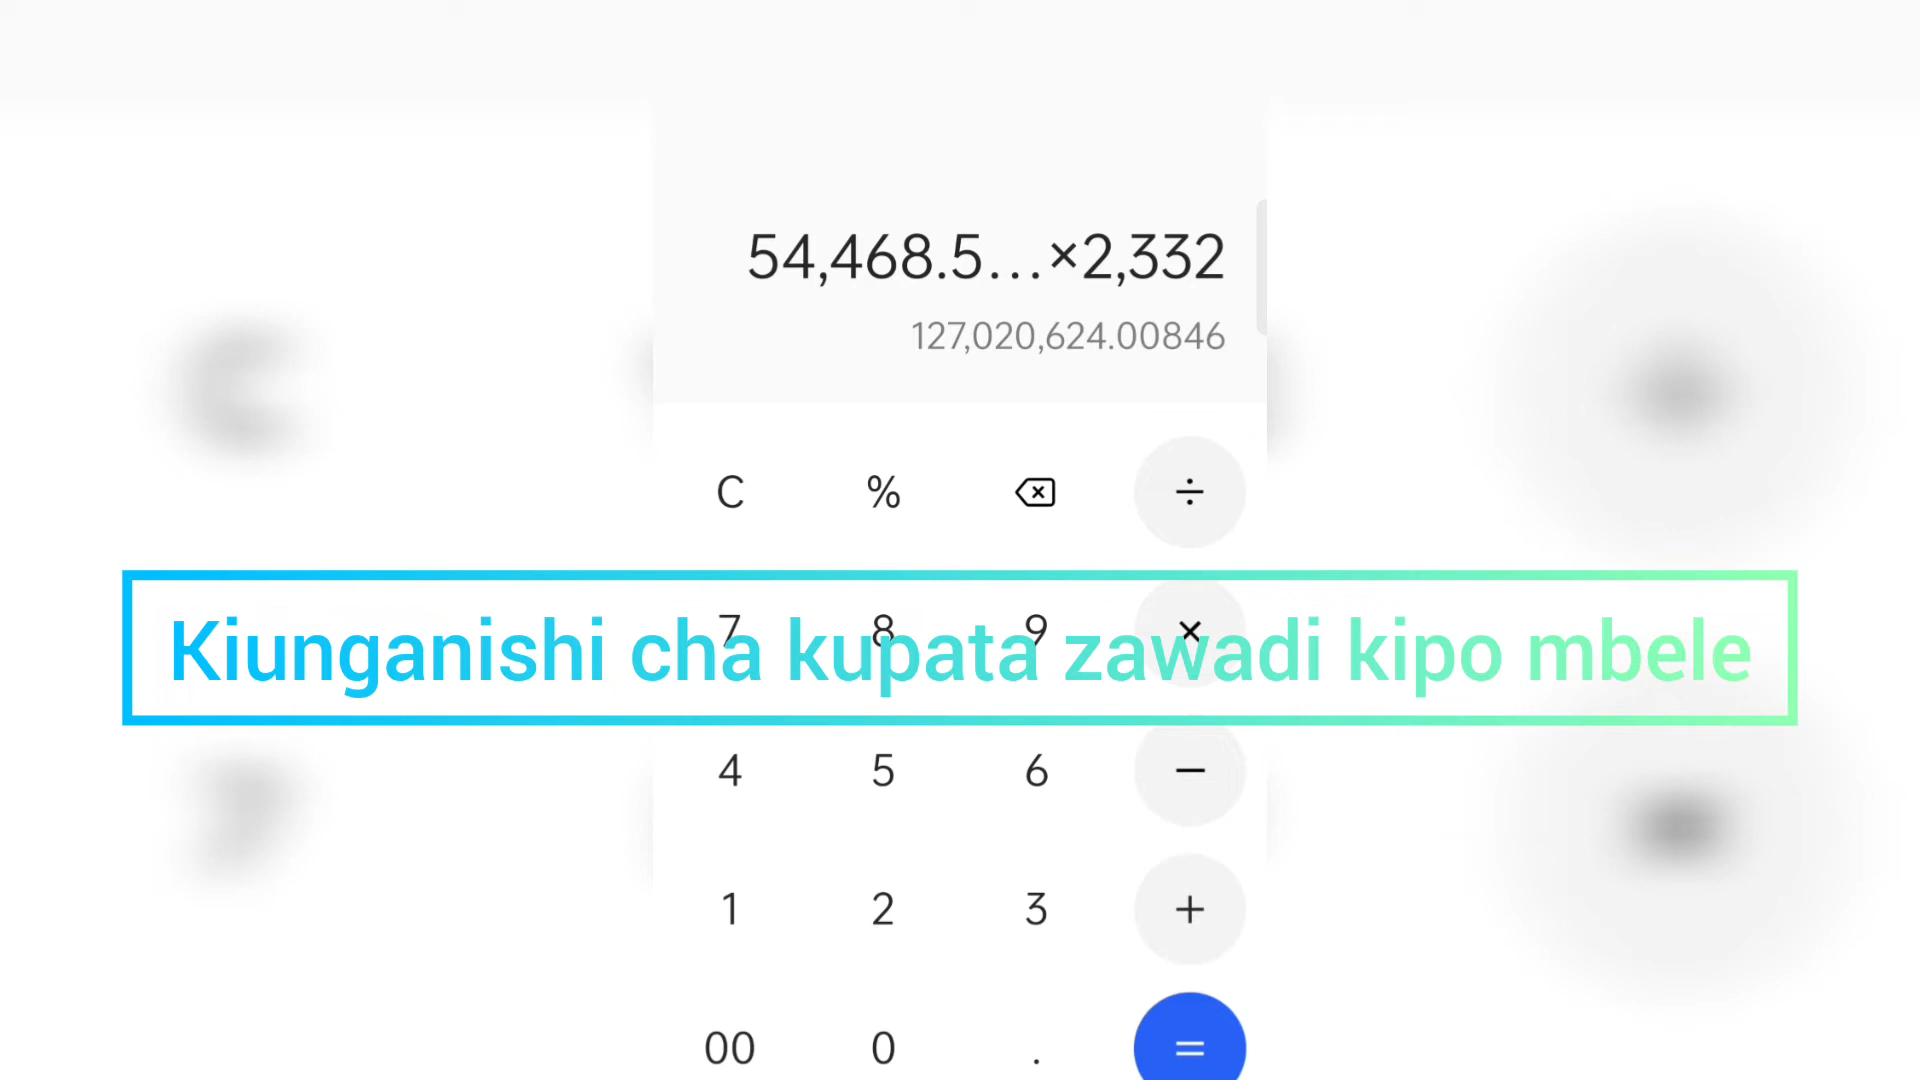 54,468.5...×2,332
127,020,624.00846
C % ÷
7 8 9 ×
Kiunganishi cha kupata zawadi kipo mbele
4 5 6 −
1 2 3 +
00 0 . =